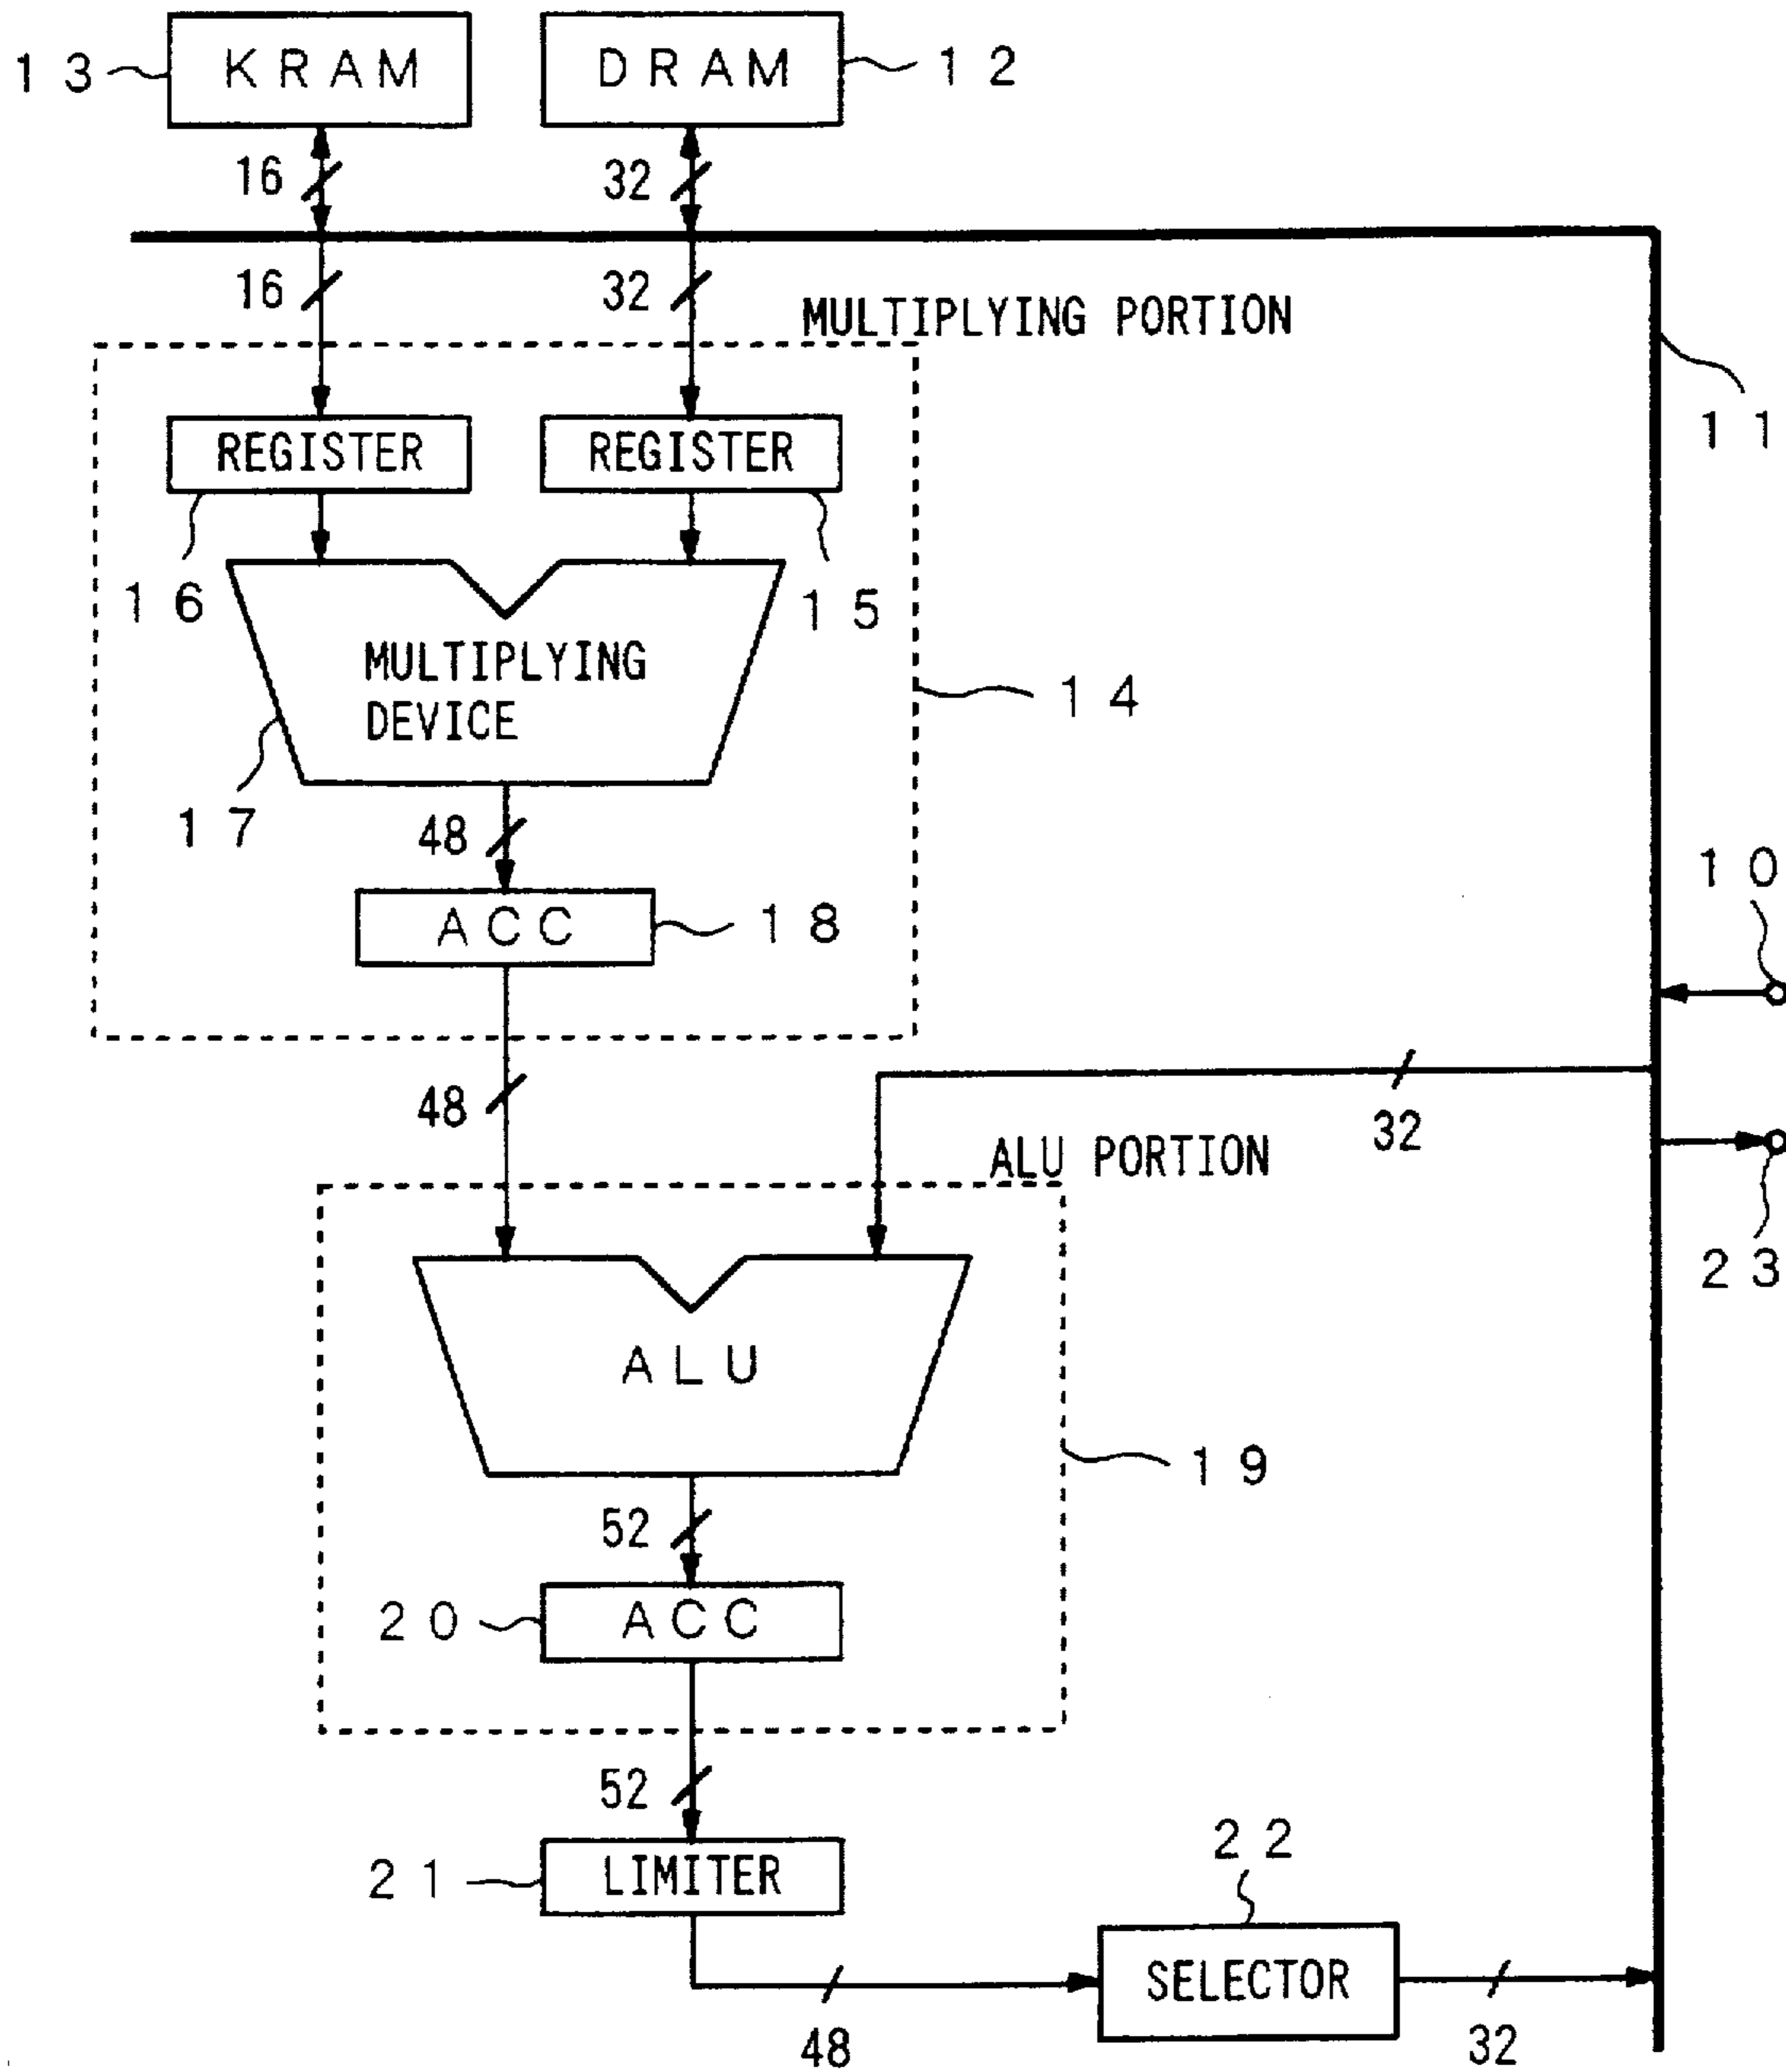 13
KRAM
DRAM
12
16
32
16
32
MULTIPLYING PORTION
11
REGISTER
REGISTER
16
15
MULTIPLYING
DEVICE
14
17
48
ACC
18
10
48
32
ALU PORTION
23
ALU
19
52
20
ACC
52
21
LIMITER
22
SELECTOR
48
32